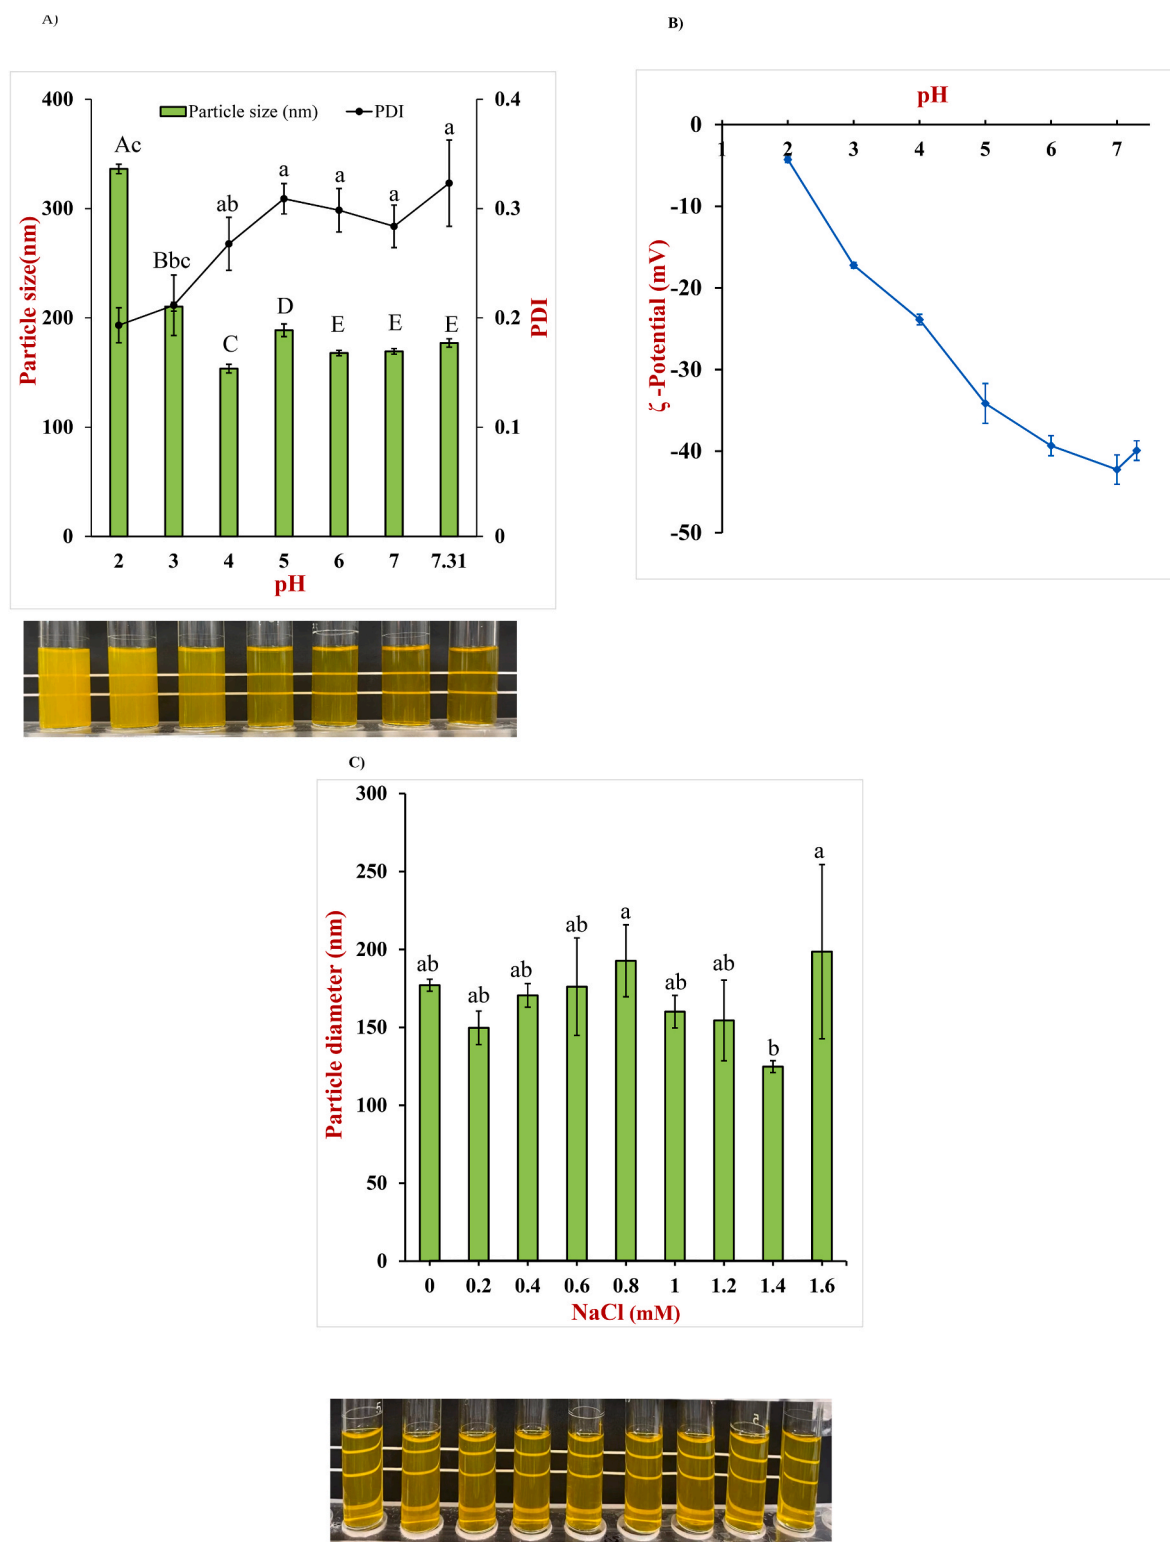 A)
400
300
200
100
0
Particle size(nm)
Particle size (nm)
PDI
0.4
0.3
0.2
0.1
0
PDI
Ac
Bbc
ab
a
a
a
a
C
D
E
E
E
2 3 4 5 6 7 7.31
pH
B)
pH
1 2 3 4 5 6 7
0
-10
-20
-30
-40
-50
ζ -Potential (mV)
C)
300
250
200
150
100
50
0
Particle diameter (nm)
ab ab ab ab a ab ab b a
0 0.2 0.4 0.6 0.8 1 1.2 1.4 1.6
NaCl (mM)